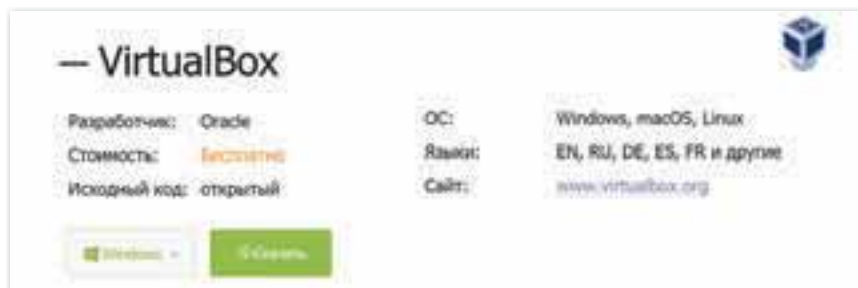 — VirtualBox
Разработчик: Oracle
Стоимость: Бесплатно
Исходный код: открытый
ОС: Windows, macOS, Linux
Языки: EN, RU, DE, ES, FR и другие
Сайт: www.virtualbox.org
Windows
Скачать